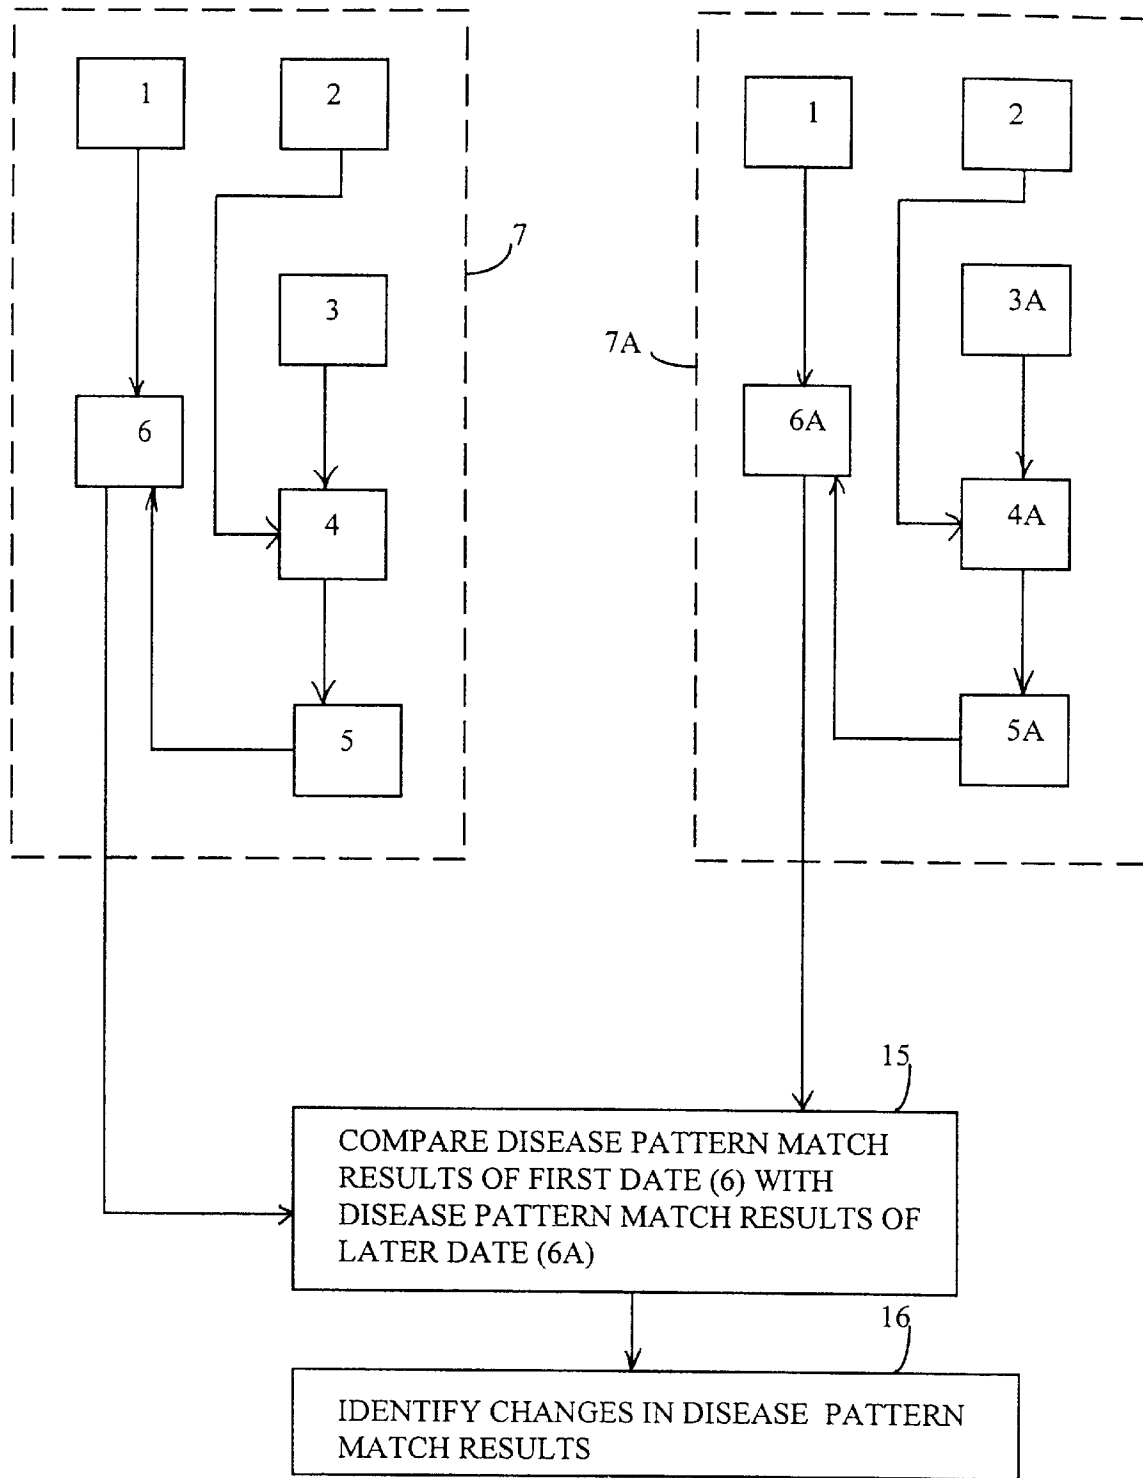 1
2
1
2
7
3
3A
7A
6
6A
4
4A
5
5A
15
COMPARE DISEASE PATTERN MATCH
RESULTS OF FIRST DATE (6) WITH
DISEASE PATTERN MATCH RESULTS OF
LATER DATE (6A)
16
IDENTIFY CHANGES IN DISEASE PATTERN
MATCH RESULTS